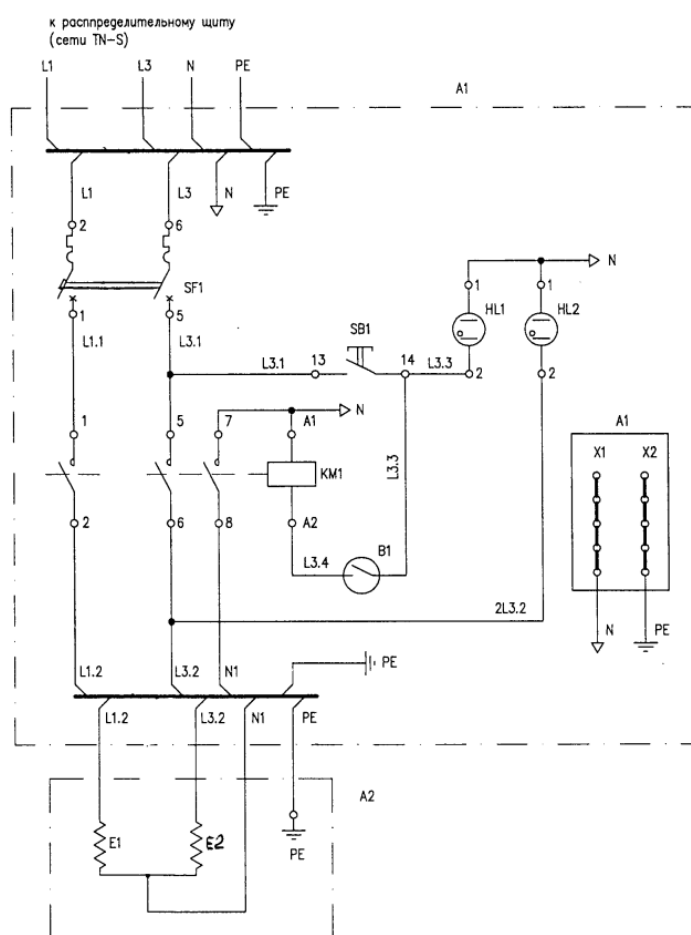 к расппределительному щиту
(сети TN-S)
L1 L3 N PE
A1
L1 L3 N PE
2 6
SF1
1 5
L1.1 L3.1
N
1 1
HL1 HL2
SB1
L3.1 13 14 L3.3 2 2
1 5 7 A1 N
A1
X1 X2
KM1
L3.3
2 6 8 A2
B1
L3.4
2L3.2
N PE
L1.2 L3.2 N1 PE
L1.2 L3.2 N1 PE
A2
E1 E2
PE